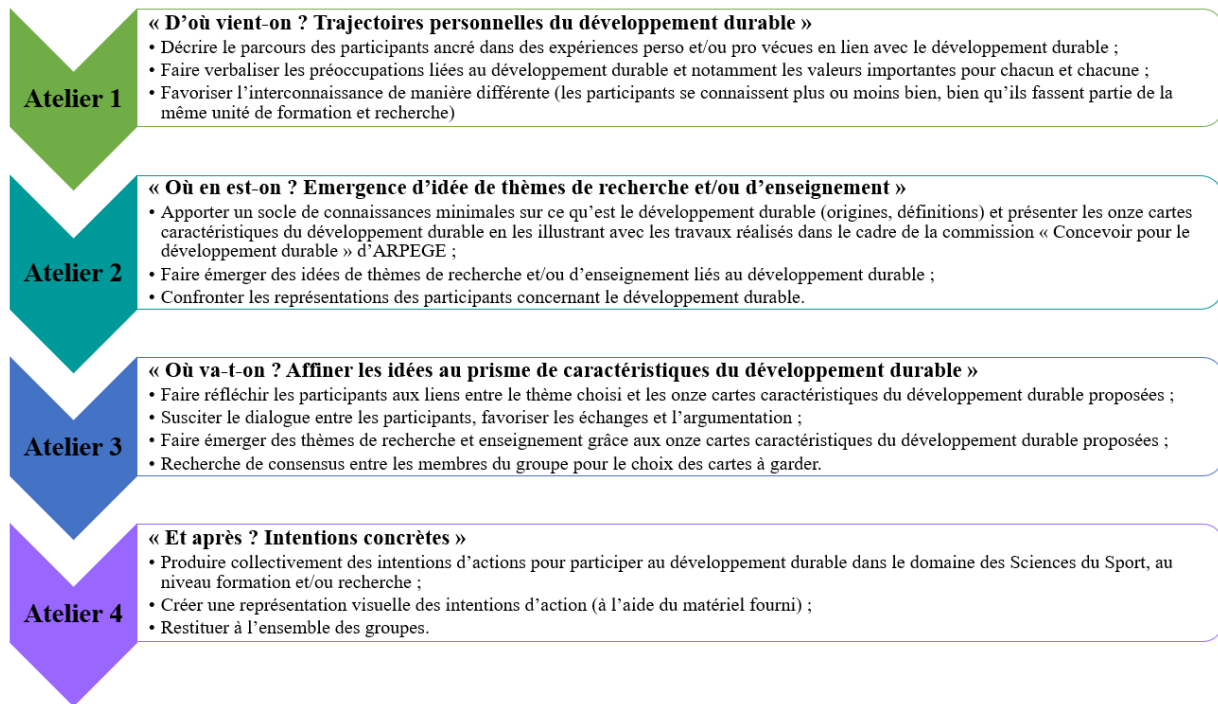 Atelier 1
« D’où vient-on ? Trajectoires personnelles du développement durable »
• Décrire le parcours des participants ancré dans des expériences perso et/ou pro vécues en lien avec le développement durable ;
• Faire verbaliser les préoccupations liées au développement durable et notamment les valeurs importantes pour chacun et chacune ;
• Favoriser l’interconnaissance de manière différente (les participants se connaissent plus ou moins bien, bien qu’ils fassent partie de la
même unité de formation et recherche)
Atelier 2
« Où en est-on ? Emergence d’idée de thèmes de recherche et/ou d’enseignement »
• Apporter un socle de connaissances minimales sur ce qu’est le développement durable (origines, définitions) et présenter les onze cartes
caractéristiques du développement durable en les illustrant avec les travaux réalisés dans le cadre de la commission « Concevoir pour le
développement durable » d’ARPEGE ;
• Faire émerger des idées de thèmes de recherche et/ou d’enseignement liés au développement durable ;
• Confronter les représentations des participants concernant le développement durable.
Atelier 3
« Où va-t-on ? Affiner les idées au prisme de caractéristiques du développement durable »
• Faire réfléchir les participants aux liens entre le thème choisi et les onze cartes caractéristiques du développement durable proposées ;
• Susciter le dialogue entre les participants, favoriser les échanges et l’argumentation ;
• Faire émerger des thèmes de recherche et enseignement grâce aux onze cartes caractéristiques du développement durable proposées ;
• Recherche de consensus entre les membres du groupe pour le choix des cartes à garder.
Atelier 4
« Et après ? Intentions concrètes »
• Produire collectivement des intentions d’actions pour participer au développement durable dans le domaine des Sciences du Sport, au
niveau formation et/ou recherche ;
• Créer une représentation visuelle des intentions d’action (à l’aide du matériel fourni) ;
• Restituer à l’ensemble des groupes.